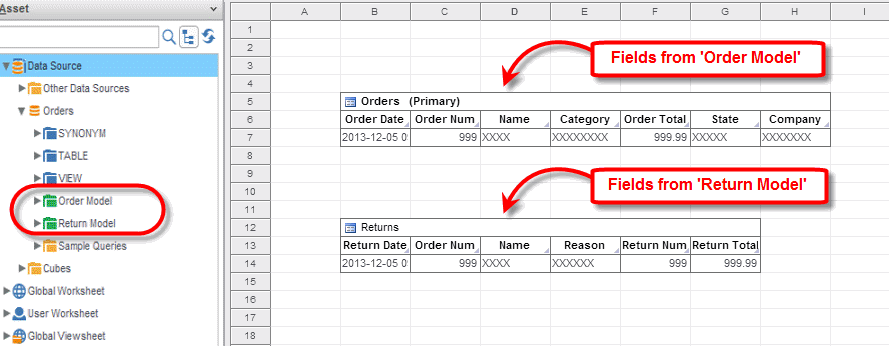 Asset
Data Source
Other Data Sources
Orders
SYNONYM
TABLE
VIEW
Order Model
Return Model
Sample Queries
Cubes
Global Worksheet
User Worksheet
Global Viewsheet
A B C D E F G H I
1
2
3
Fields from 'Order Model'
4
5 Orders (Primary)
6 Order Date Order Num Name Category Order Total State Company
7 2013-12-05 0 999 XXXX XXXXXXXX 999.99 XXXXX XXXXXXX
8
9
10
Fields from 'Return Model'
11
12 Returns
13 Return Date Order Num Name Reason Return Num Return Total
14 2013-12-05 0 999 XXXX XXXXXX 999 999.99
15
16
17
18